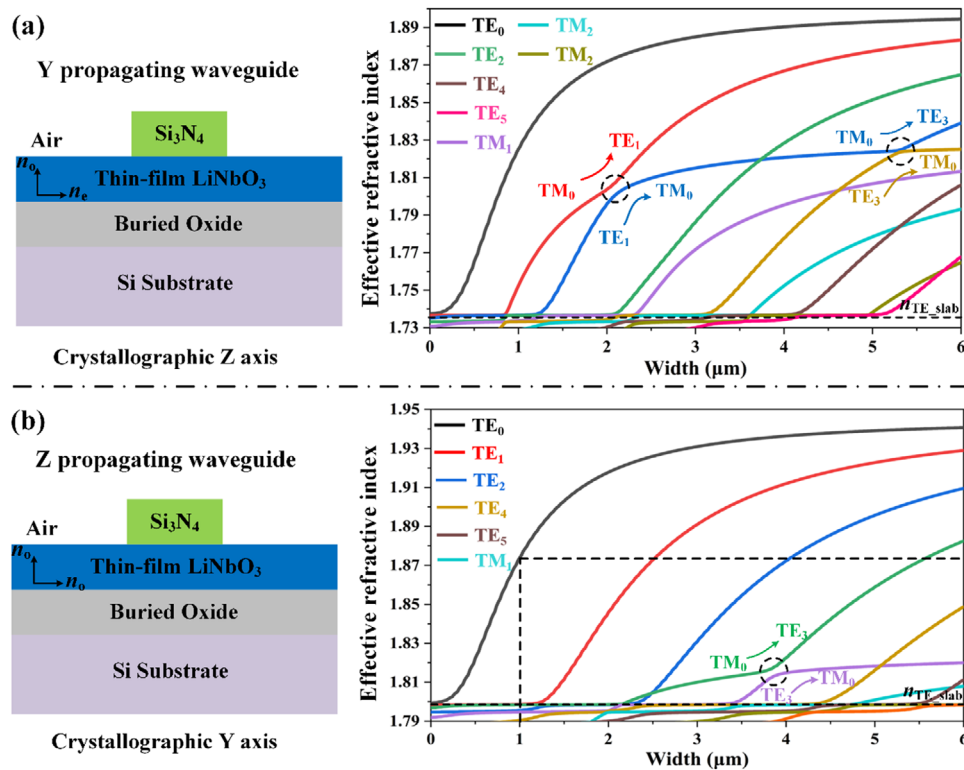 (a)
Y propagating waveguide
Air
Si₃N₄
nₒ
nₑ
Thin-film LiNbO₃
Buried Oxide
Si Substrate
Crystallographic Z axis
Effective refractive index
1.89
1.87
1.85
1.83
1.81
1.79
1.77
1.75
1.73
TE₀
TM₂
TE₂
TM₂
TE₄
TE₅
TM₁
TE₁
TM₀
TM₀
TE₁
TE₃
TM₀
TM₀
TE₃
n_TE_slab
0 1 2 3 4 5 6
Width (μm)
(b)
Z propagating waveguide
Air
Si₃N₄
nₒ
nₒ
Thin-film LiNbO₃
Buried Oxide
Si Substrate
Crystallographic Y axis
Effective refractive index
1.95
1.93
1.91
1.89
1.87
1.85
1.83
1.81
1.79
TE₀
TE₁
TE₂
TE₄
TE₅
TM₁
TE₃
TM₀
TE₃
TM₀
n_TE_slab
0 1 2 3 4 5 6
Width (μm)